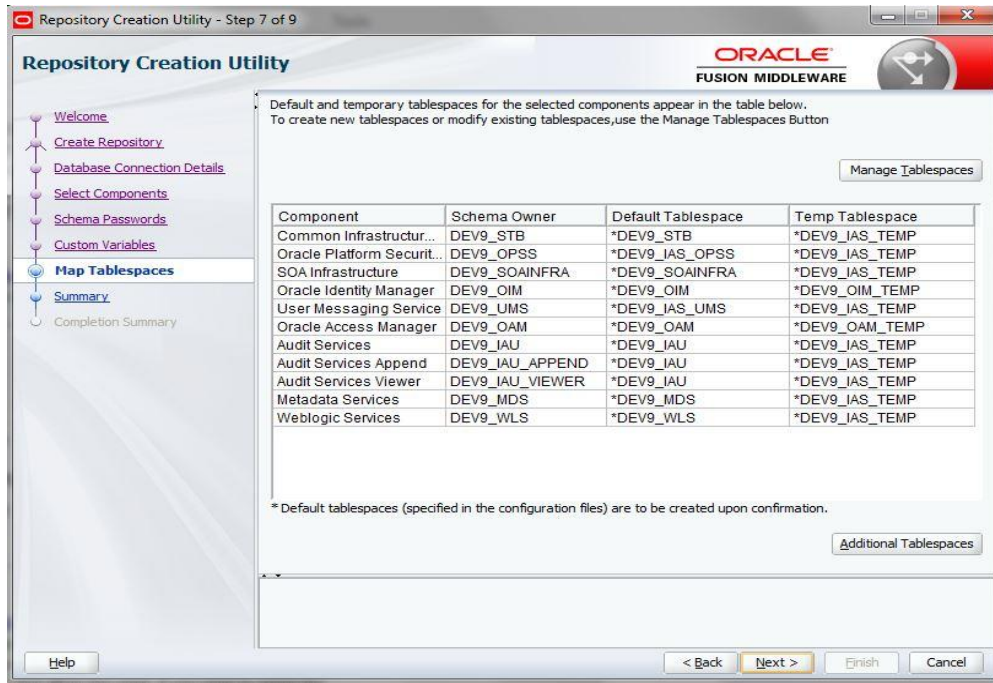 Repository Creation Utility - Step 7 of 9
Repository Creation Utility
ORACLE
FUSION MIDDLEWARE
Welcome
Create Repository
Database Connection Details
Select Components
Schema Passwords
Custom Variables
Map Tablespaces
Summary
Completion Summary
Default and temporary tablespaces for the selected components appear in the table below.
To create new tablespaces or modify existing tablespaces,use the Manage Tablespaces Button
Manage Tablespaces
Component Schema Owner Default Tablespace Temp Tablespace
Common Infrastructur... DEV9_STB *DEV9_STB *DEV9_IAS_TEMP
Oracle Platform Securit... DEV9_OPSS *DEV9_IAS_OPSS *DEV9_IAS_TEMP
SOA Infrastructure DEV9_SOAINFRA *DEV9_SOAINFRA *DEV9_IAS_TEMP
Oracle Identity Manager DEV9_OIM *DEV9_OIM *DEV9_OIM_TEMP
User Messaging Service DEV9_UMS *DEV9_IAS_UMS *DEV9_IAS_TEMP
Oracle Access Manager DEV9_OAM *DEV9_OAM *DEV9_OAM_TEMP
Audit Services DEV9_IAU *DEV9_IAU *DEV9_IAS_TEMP
Audit Services Append DEV9_IAU_APPEND *DEV9_IAU *DEV9_IAS_TEMP
Audit Services Viewer DEV9_IAU_VIEWER *DEV9_IAU *DEV9_IAS_TEMP
Metadata Services DEV9_MDS *DEV9_MDS *DEV9_IAS_TEMP
Weblogic Services DEV9_WLS *DEV9_WLS *DEV9_IAS_TEMP
* Default tablespaces (specified in the configuration files) are to be created upon confirmation.
Additional Tablespaces
Help
< Back
Next >
Finish
Cancel